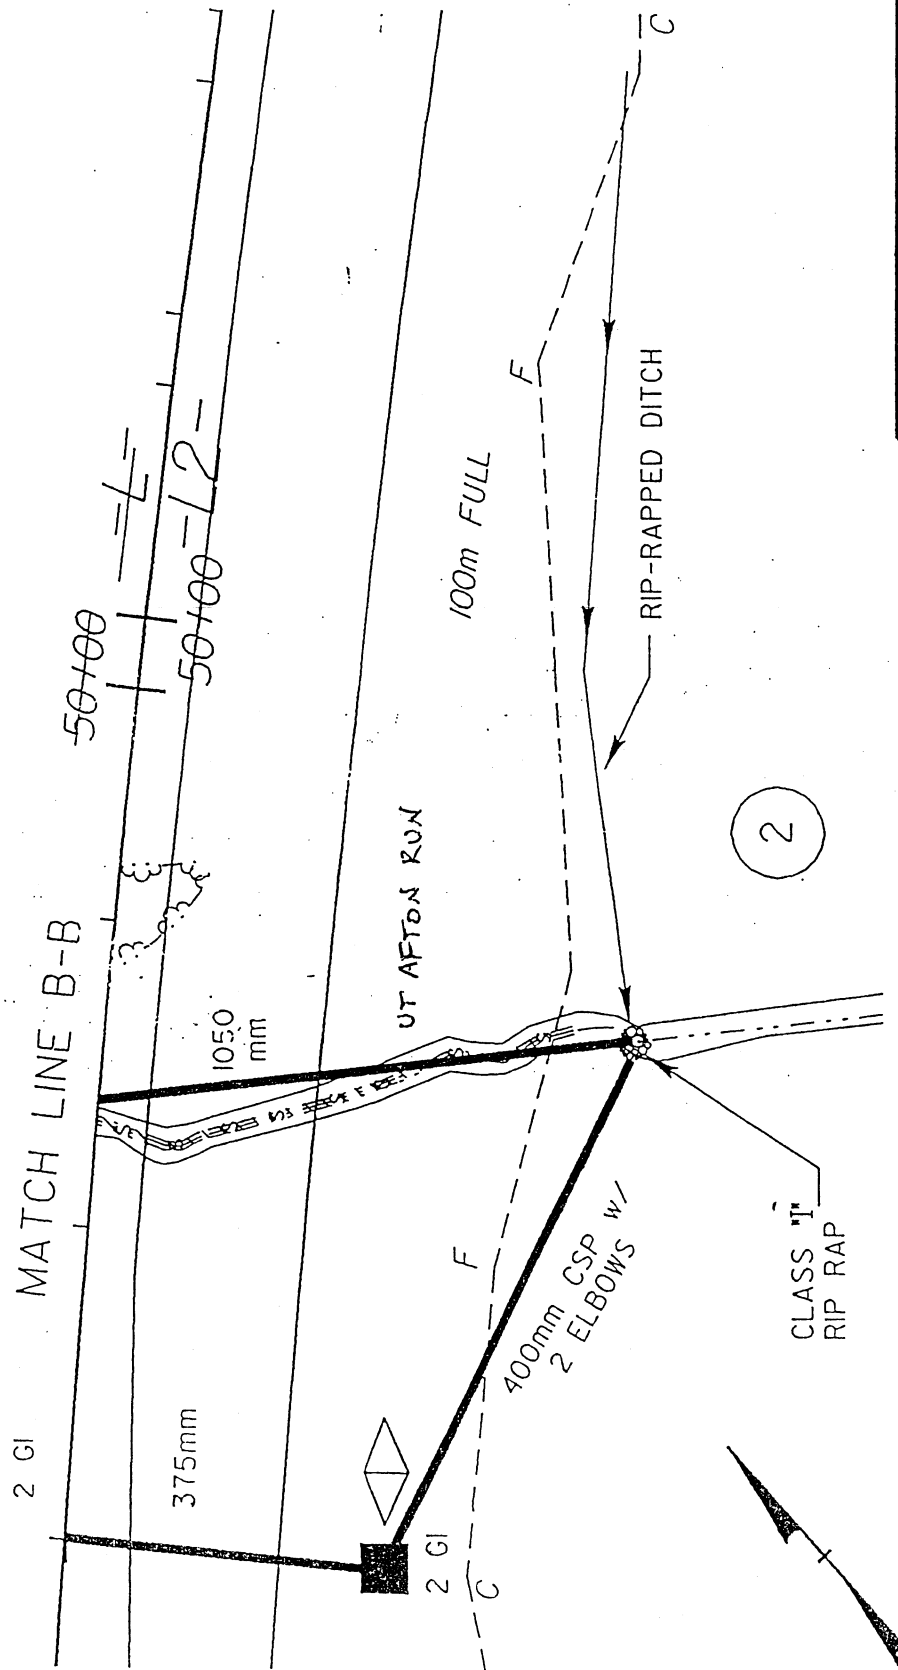 2 GI
MATCH LINE B-B
50+00
-L-
50+00 -L2-
375mm
1050
mm
UT AFTON RUN
100m FULL
F
C
2 GI
C
F
400mm CSP w/
2 ELBOWS
RIP-RAPPED DITCH
2
CLASS "I"
RIP RAP